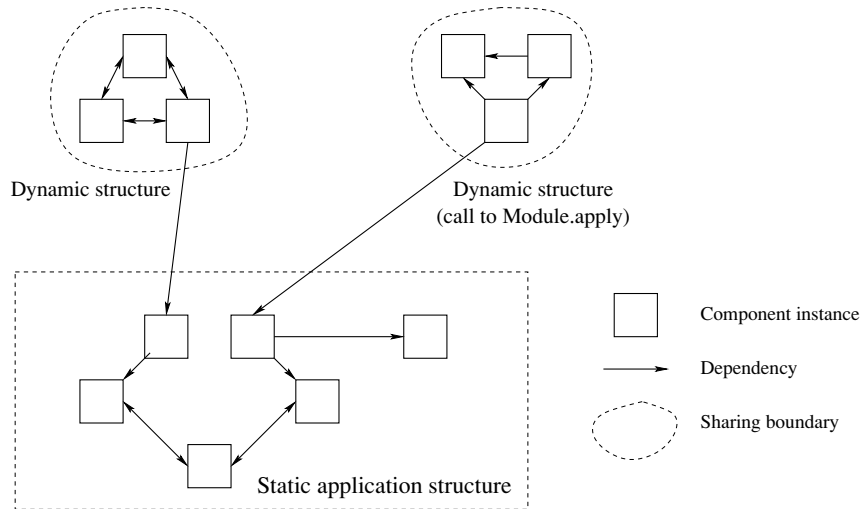 Dynamic structure
Dynamic structure
(call to Module.apply)
Component instance
Dependency
Sharing boundary
Static application structure